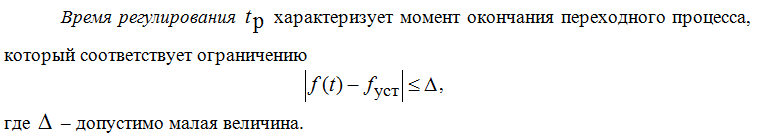 Время регулирования tр характеризует момент окончания переходного процесса,
который соответствует ограничению
|f(t) − fуст| ≤ Δ,
где Δ – допустимо малая величина.